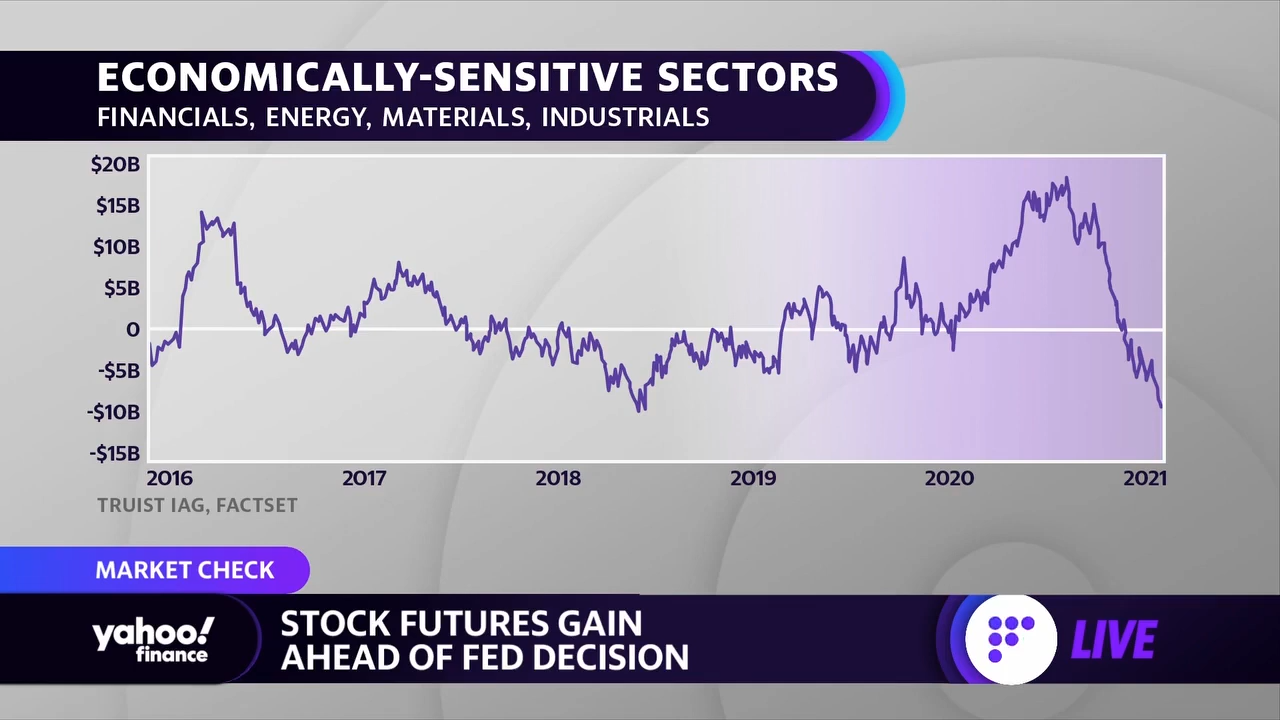 ECONOMICALLY-SENSITIVE SECTORS
FINANCIALS, ENERGY, MATERIALS, INDUSTRIALS
$20B
$15B
$10B
$5B
0
-$5B
-$10B
-$15B
2016 2017 2018 2019 2020 2021
TRUIST IAG, FACTSET
MARKET CHECK
yahoo!
finance
STOCK FUTURES GAIN
AHEAD OF FED DECISION
LIVE